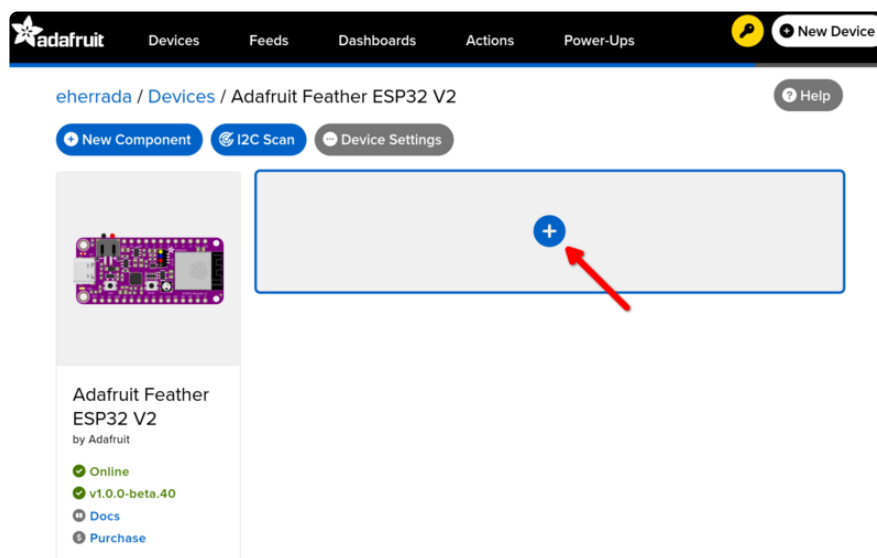 adafruit Devices Feeds Dashboards Actions Power-Ups New Device
eherrada / Devices / Adafruit Feather ESP32 V2 Help
New Component I2C Scan Device Settings
Adafruit Feather
ESP32 V2
by Adafruit
Online
v1.0.0-beta.40
Docs
Purchase